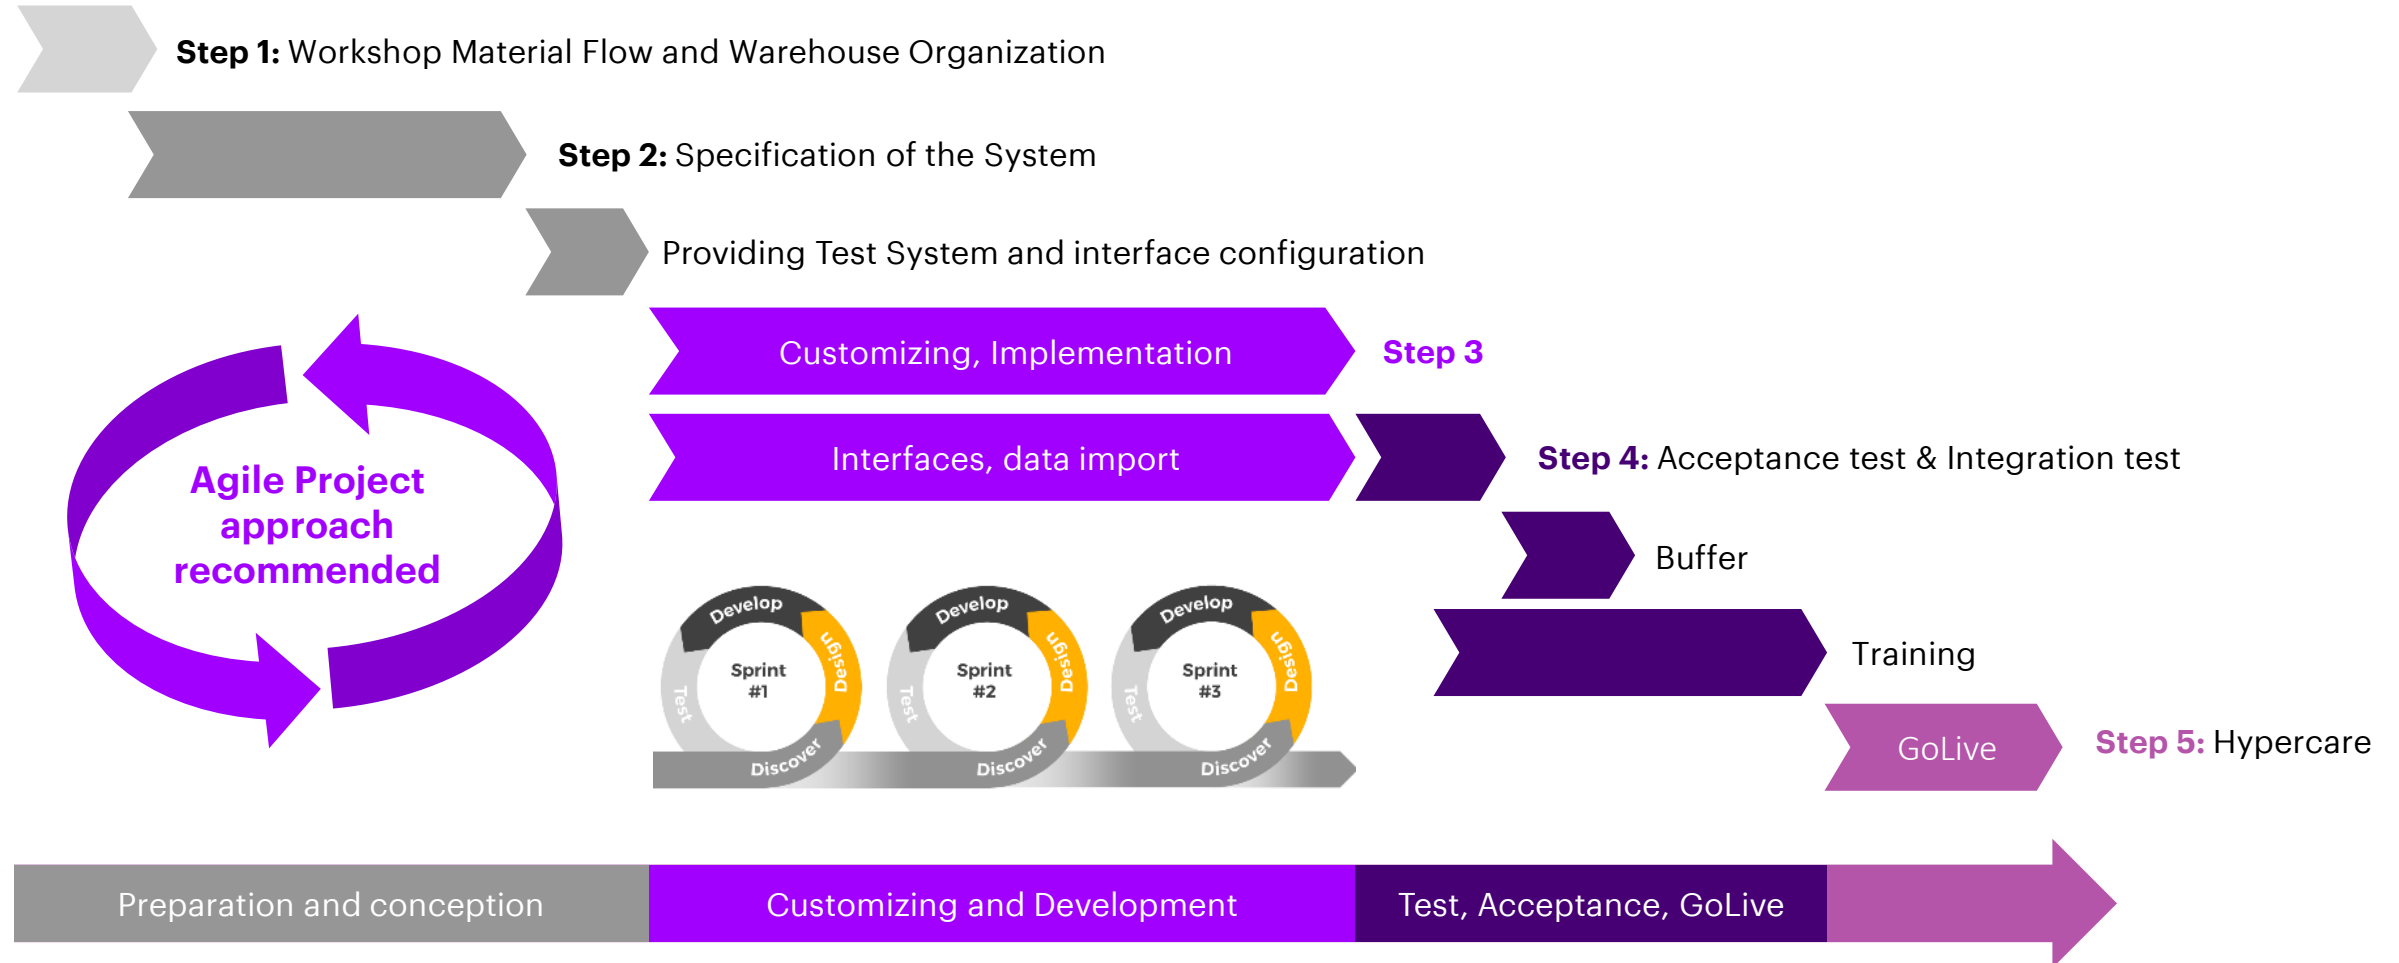 Step 1: Workshop Material Flow and Warehouse Organization
Step 2: Specification of the System
Providing Test System and interface configuration
Customizing, Implementation
Step 3
Interfaces, data import
Step 4: Acceptance test & Integration test
Agile Project
approach
recommended
Buffer
Develop
Design
Test
Discover
Sprint
#1
Develop
Design
Test
Discover
Sprint
#2
Develop
Design
Test
Discover
Sprint
#3
Training
GoLive
Step 5: Hypercare
Preparation and conception
Customizing and Development
Test, Acceptance, GoLive